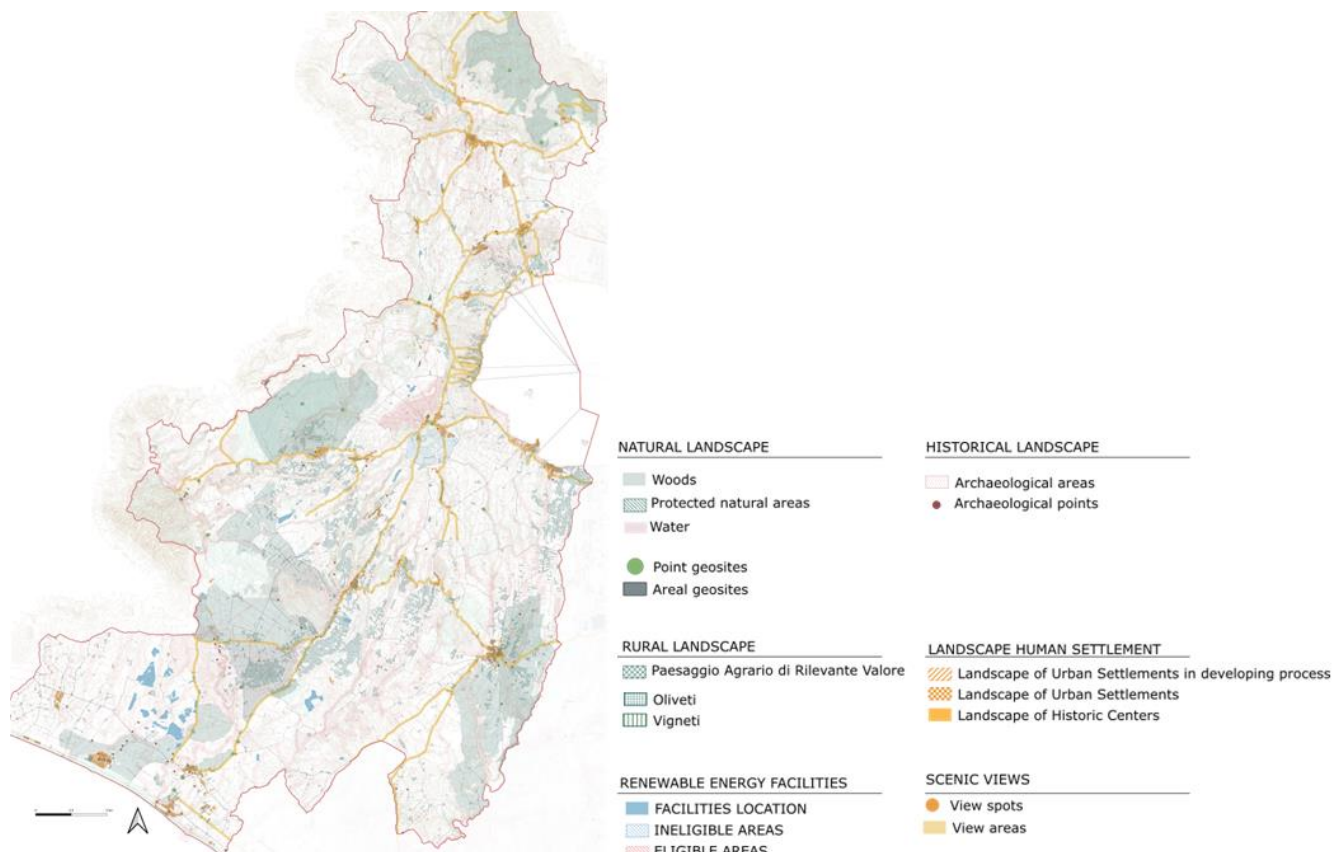 NATURAL LANDSCAPE
Woods
Protected natural areas
Water
Point geosites
Areal geosites
RURAL LANDSCAPE
Paesaggio Agrario di Rilevante Valore
Oliveti
Vigneti
RENEWABLE ENERGY FACILITIES
FACILITIES LOCATION
INELIGIBLE AREAS
ELIGIBLE AREAS
HISTORICAL LANDSCAPE
Archaeological areas
Archaeological points
LANDSCAPE HUMAN SETTLEMENT
Landscape of Urban Settlements in developing process
Landscape of Urban Settlements
Landscape of Historic Centers
SCENIC VIEWS
View spots
View areas